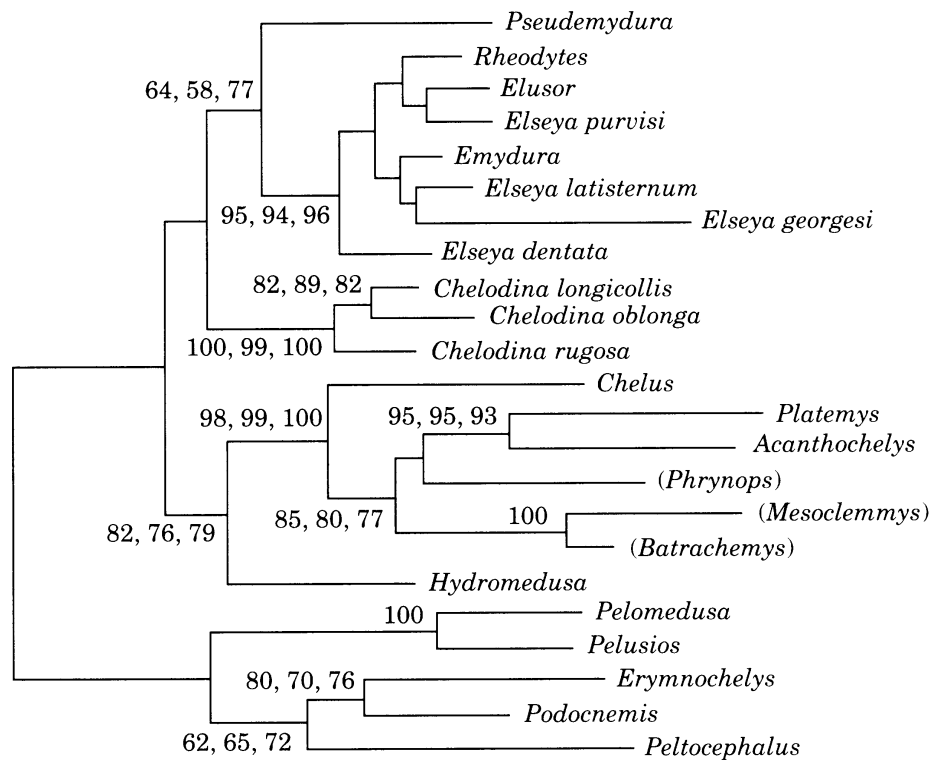 Pseudemydura
Rheodytes
64, 58, 77
Elusor
Elseya purvisi
Emydura
Elseya latisternum
95, 94, 96
Elseya georgesi
Elseya dentata
82, 89, 82
Chelodina longicollis
Chelodina oblonga
100, 99, 100
Chelodina rugosa
Chelus
98, 99, 100
95, 95, 93
Platemys
Acanthochelys
(Phrynops)
85, 80, 77
100
(Mesoclemmys)
82, 76, 79
(Batrachemys)
Hydromedusa
100
Pelomedusa
Pelusios
80, 70, 76
Erymnochelys
Podocnemis
62, 65, 72
Peltocephalus